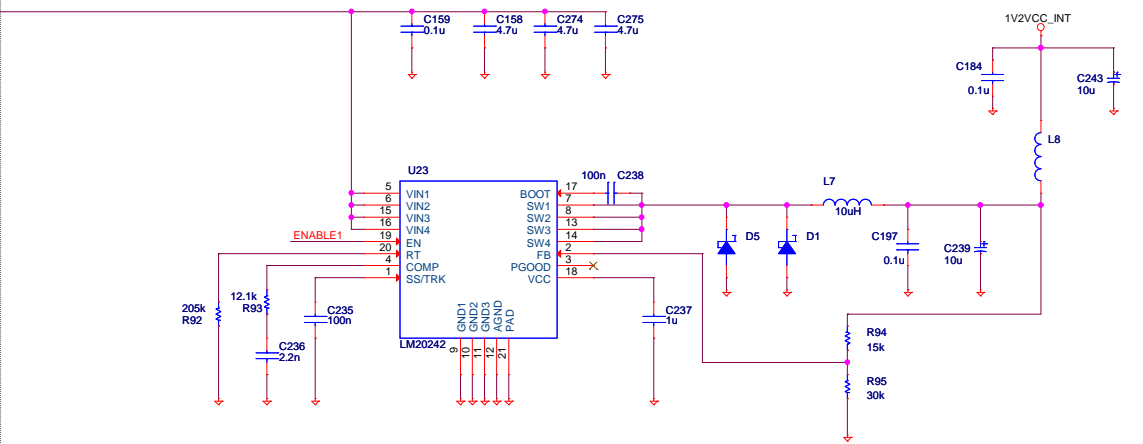 C159
0.1u
C158
4.7u
C274
4.7u
C275
4.7u
1V2VCC_INT
C184
0.1u
C243
10u
L8
U23
100n C238
L7
10uH
5
6
15
16
19
20
4
1
VIN1
VIN2
VIN3
VIN4
EN
RT
COMP
SS/TRK
BOOT
SW1
SW2
SW3
SW4
FB
PGOOD
VCC
17
7
8
13
14
2
3
18
ENABLE1
D5
D1
C197
0.1u
C239
10u
205k
R92
12.1k
R93
C235
100n
C236
2.2n
GND1
GND2
GND3
AGND
PAD
LM20242
9
10
11
12
21
C237
1u
R94
15k
R95
30k